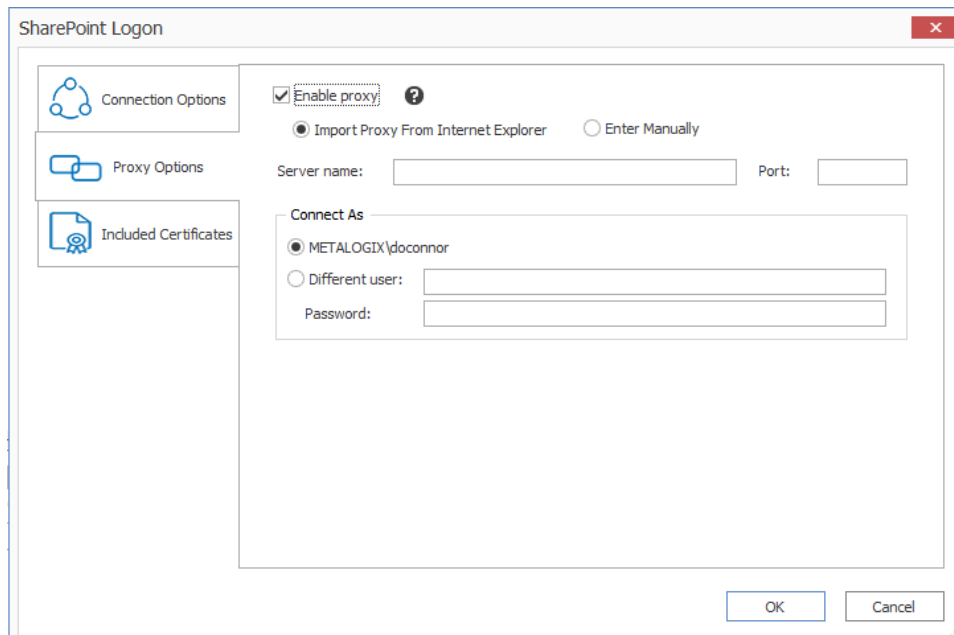 SharePoint Logon
Connection Options
Proxy Options
Included Certificates
Enable proxy ?
Import Proxy From Internet Explorer Enter Manually
Server name: Port:
Connect As
METALOGIX\doconnor
Different user:
Password:
OK Cancel